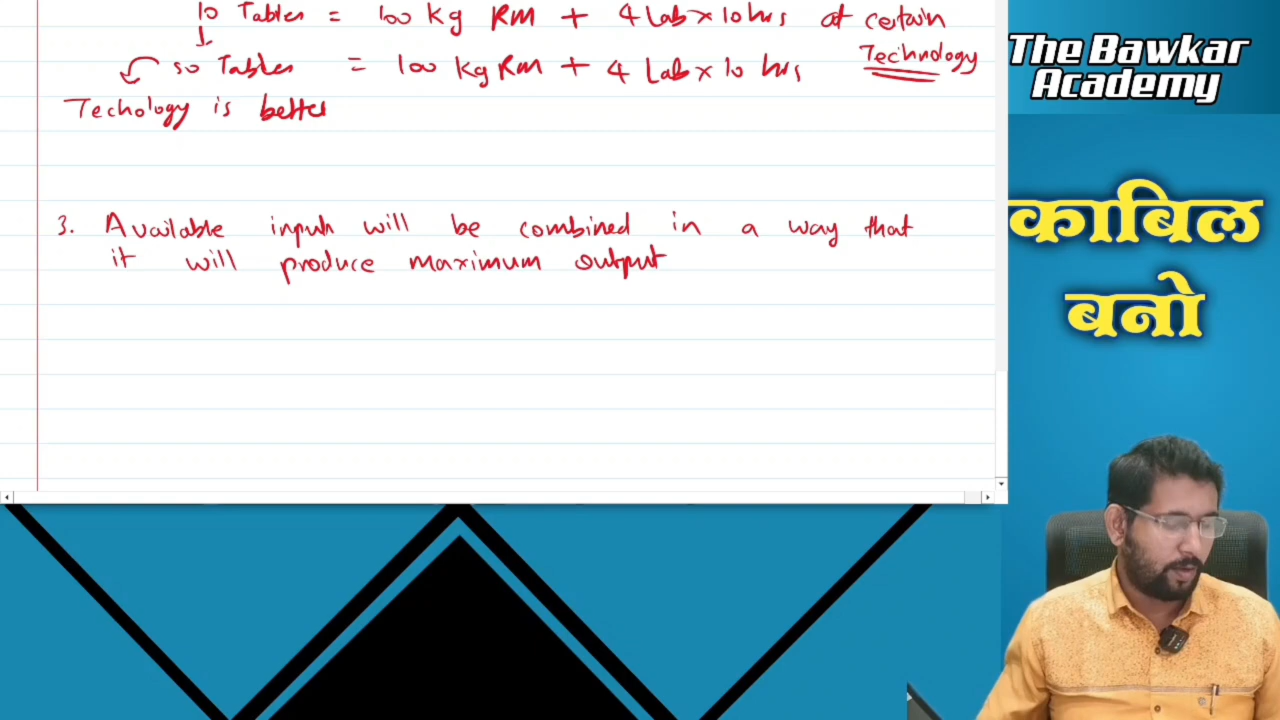 10 Tables = 100 kg RM + 4 Lab x 10 hrs at certain
Technology
50 Tables = 100 kg RM + 4 Lab x 10 hrs
Techology is better
3. Available inputs will be combined in a way that
it will produce maximum output
The Bawkar
Academy
काबिल
बनो